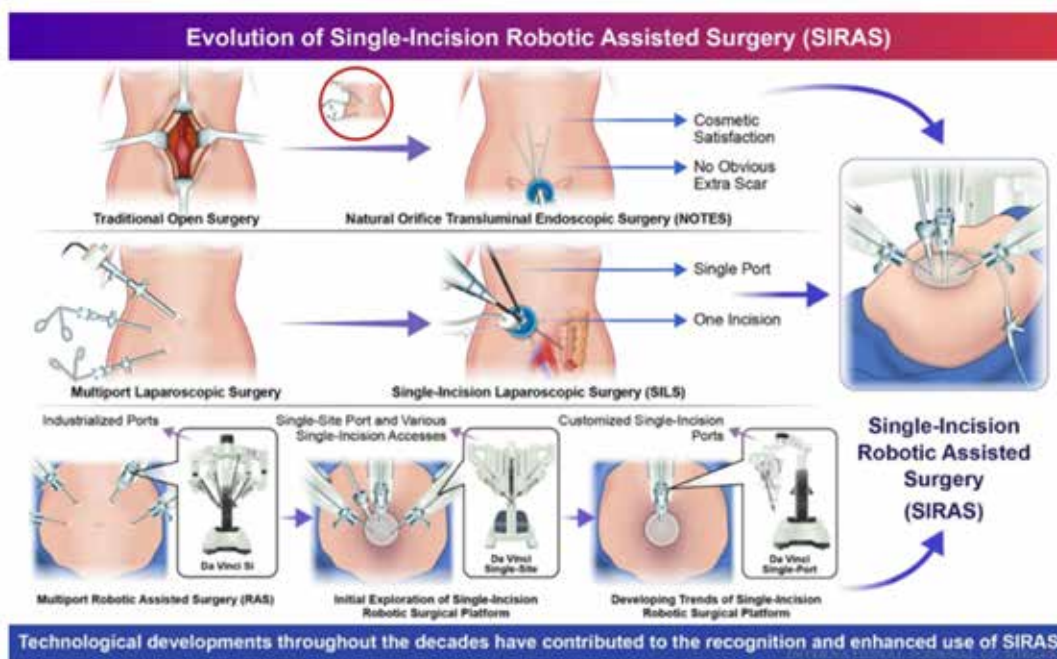 Evolution of Single-Incision Robotic Assisted Surgery (SIRAS)
Cosmetic
Satisfaction
No Obvious
Extra Scar
Traditional Open Surgery
Natural Orifice Transluminal Endoscopic Surgery (NOTES)
Single Port
One Incision
Multiport Laparoscopic Surgery
Single-Incision Laparoscopic Surgery (SILS)
Industrialized Ports
Single-Site Port and Various
Single-Incision Accesses
Customized Single-Incision
Ports
Da Vinci Si
Da Vinci
Single-Site
Da Vinci
Single-Port
Multiport Robotic Assisted Surgery (RAS)
Initial Exploration of Single-Incision
Robotic Surgical Platform
Developing Trends of Single-Incision
Robotic Surgical Platform
Single-Incision
Robotic Assisted
Surgery
(SIRAS)
Technological developments throughout the decades have contributed to the recognition and enhanced use of SIRAS